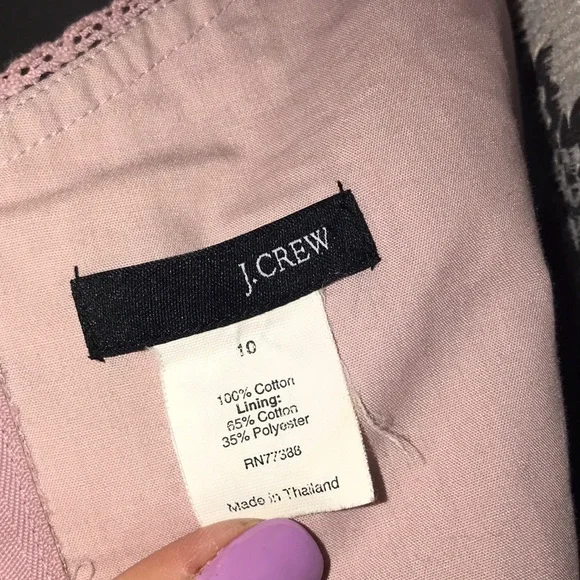 J.CREW
10
100% Cotton
Lining:
65% Cotton
35% Polyester
RN77388
Made in Thailand